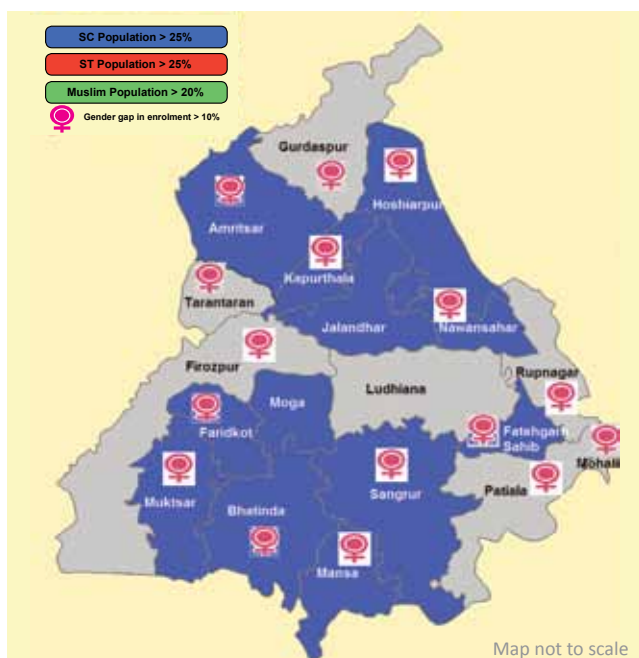 SC Population > 25%
ST Population > 25%
Muslim Population > 20%
Gender gap in enrolment > 10%
Gurdaspur
Hoshiarpur
Amritsar
Kapurthala
Tarantaran
Jalandhar
Nawansahar
Firozpur
Rupnagar
Ludhiana
Moga
Faridkot
Fatehgarh
Sahib
Mohali
Muktsar
Sangrur
Patiala
Bhatinda
Mansa
Map not to scale